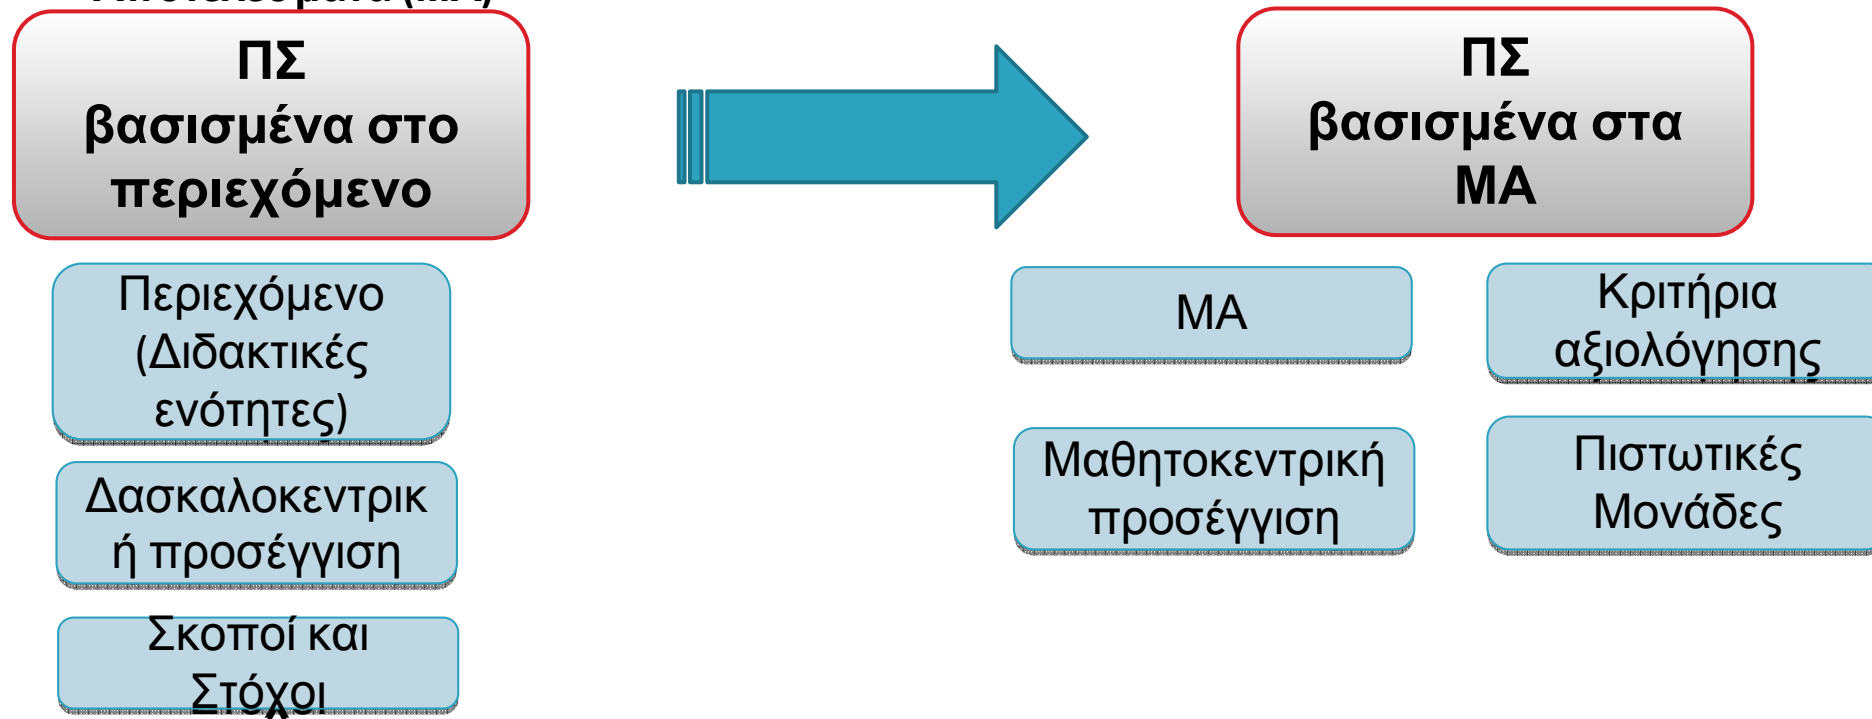 (ΜΑ)
ΠΣ
βασισμένα στο
περιεχόμενο
Περιεχόμενο
(Διδακτικές
ενότητες)
Δασκαλοκεντρικ
ή προσέγγιση
Σκοποί και
Στόχοι
ΠΣ
βασισμένα στα
ΜΑ
ΜΑ
Μαθητοκεντρική
προσέγγιση
Κριτήρια
αξιολόγησης
Πιστωτικές
Μονάδες